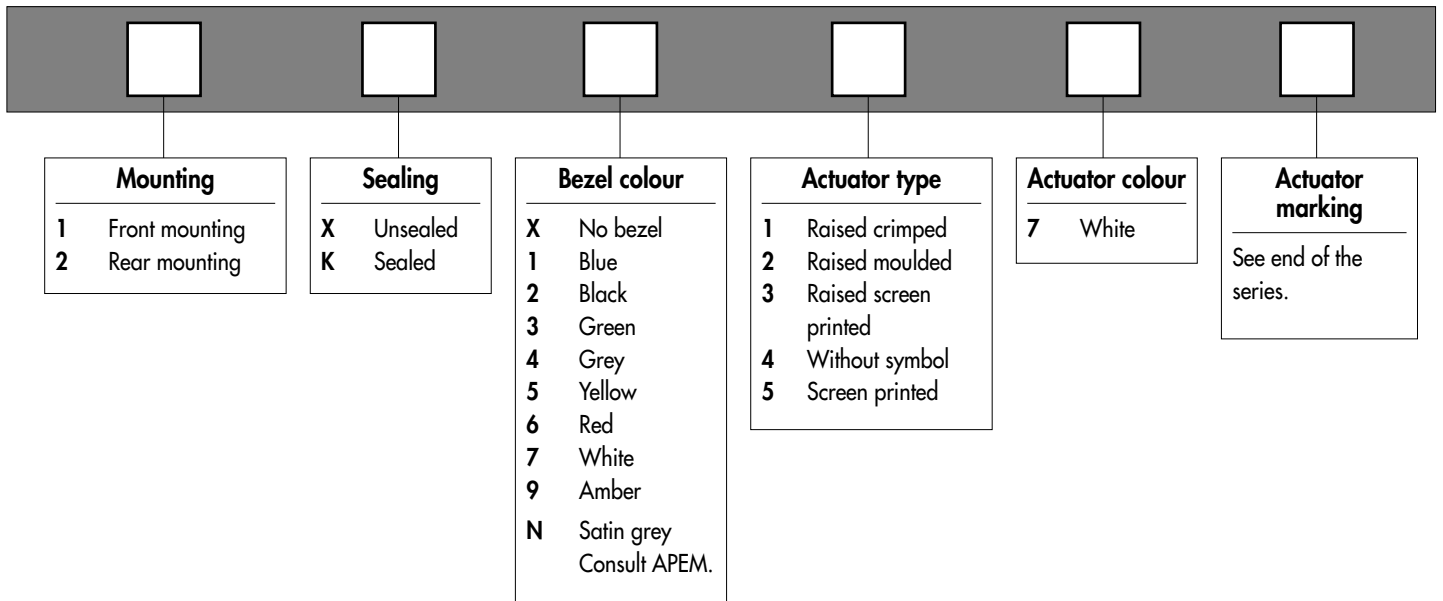 Mounting
1 Front mounting
2 Rear mounting
Sealing
X Unsealed
K Sealed
Bezel colour
X No bezel
1 Blue
2 Black
3 Green
4 Grey
5 Yellow
6 Red
7 White
9 Amber
N Satin grey
Consult APEM.
Actuator type
1 Raised crimped
2 Raised moulded
3 Raised screen
printed
4 Without symbol
5 Screen printed
Actuator colour
7 White
Actuator
marking
See end of the
series.